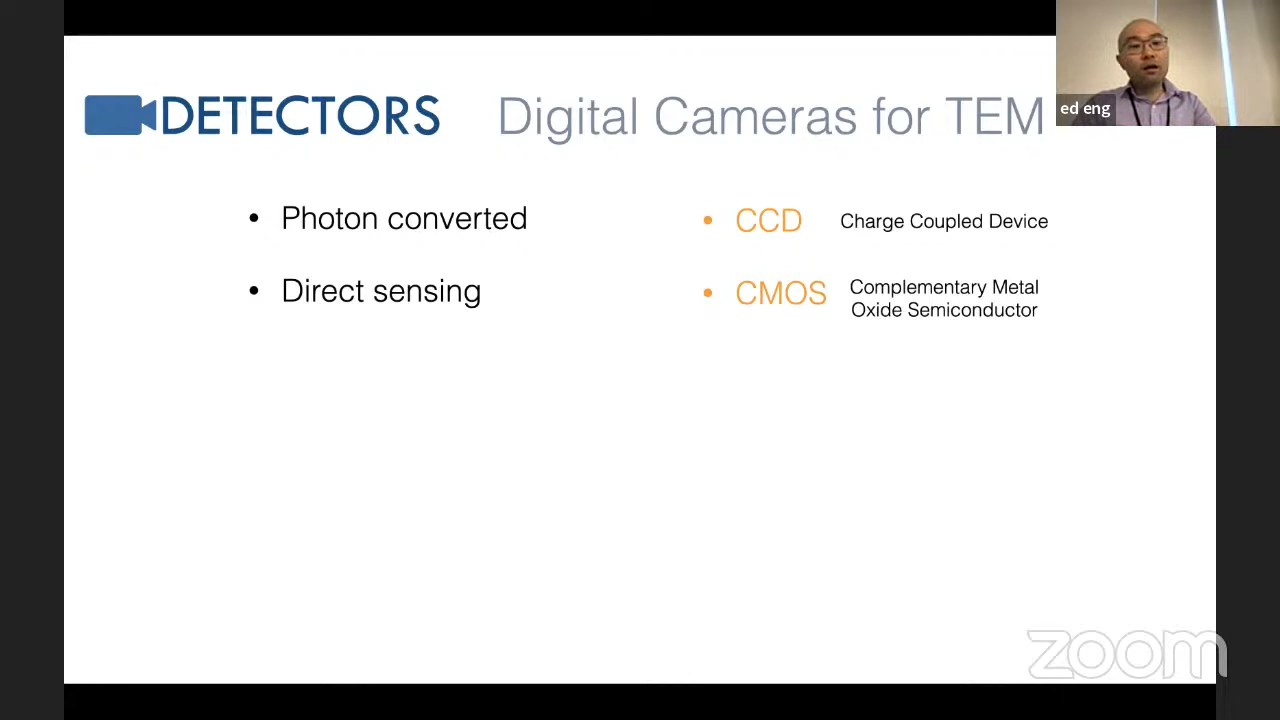 DETECTORS
Digital Cameras for TEM
ed eng
• Photon converted
• Direct sensing
• CCD
Charge Coupled Device
• CMOS
Complementary Metal
Oxide Semiconductor
zoom